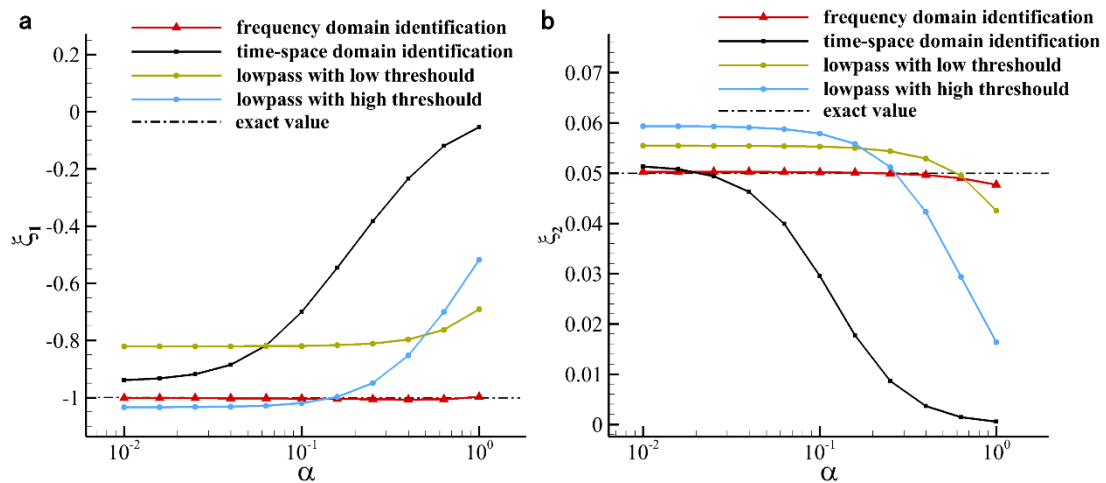 a
frequency domain identification
time-space domain identification
lowpass with low threshould
lowpass with high threshould
exact value
0.2
0
-0.2
-0.4
-0.6
-0.8
-1
ξ1
10-2
10-1
100
α
b
frequency domain identification
time-space domain identification
lowpass with low threshould
lowpass with high threshould
exact value
0.07
0.06
0.05
0.04
0.03
0.02
0.01
0
ξ2
10-2
10-1
100
α